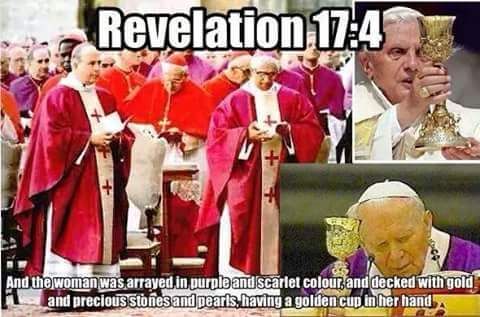 Revelation 17:4
And the woman was arrayed in purple and scarlet colour, and decked with gold
and precious stones and pearls, having a golden cup in her hand